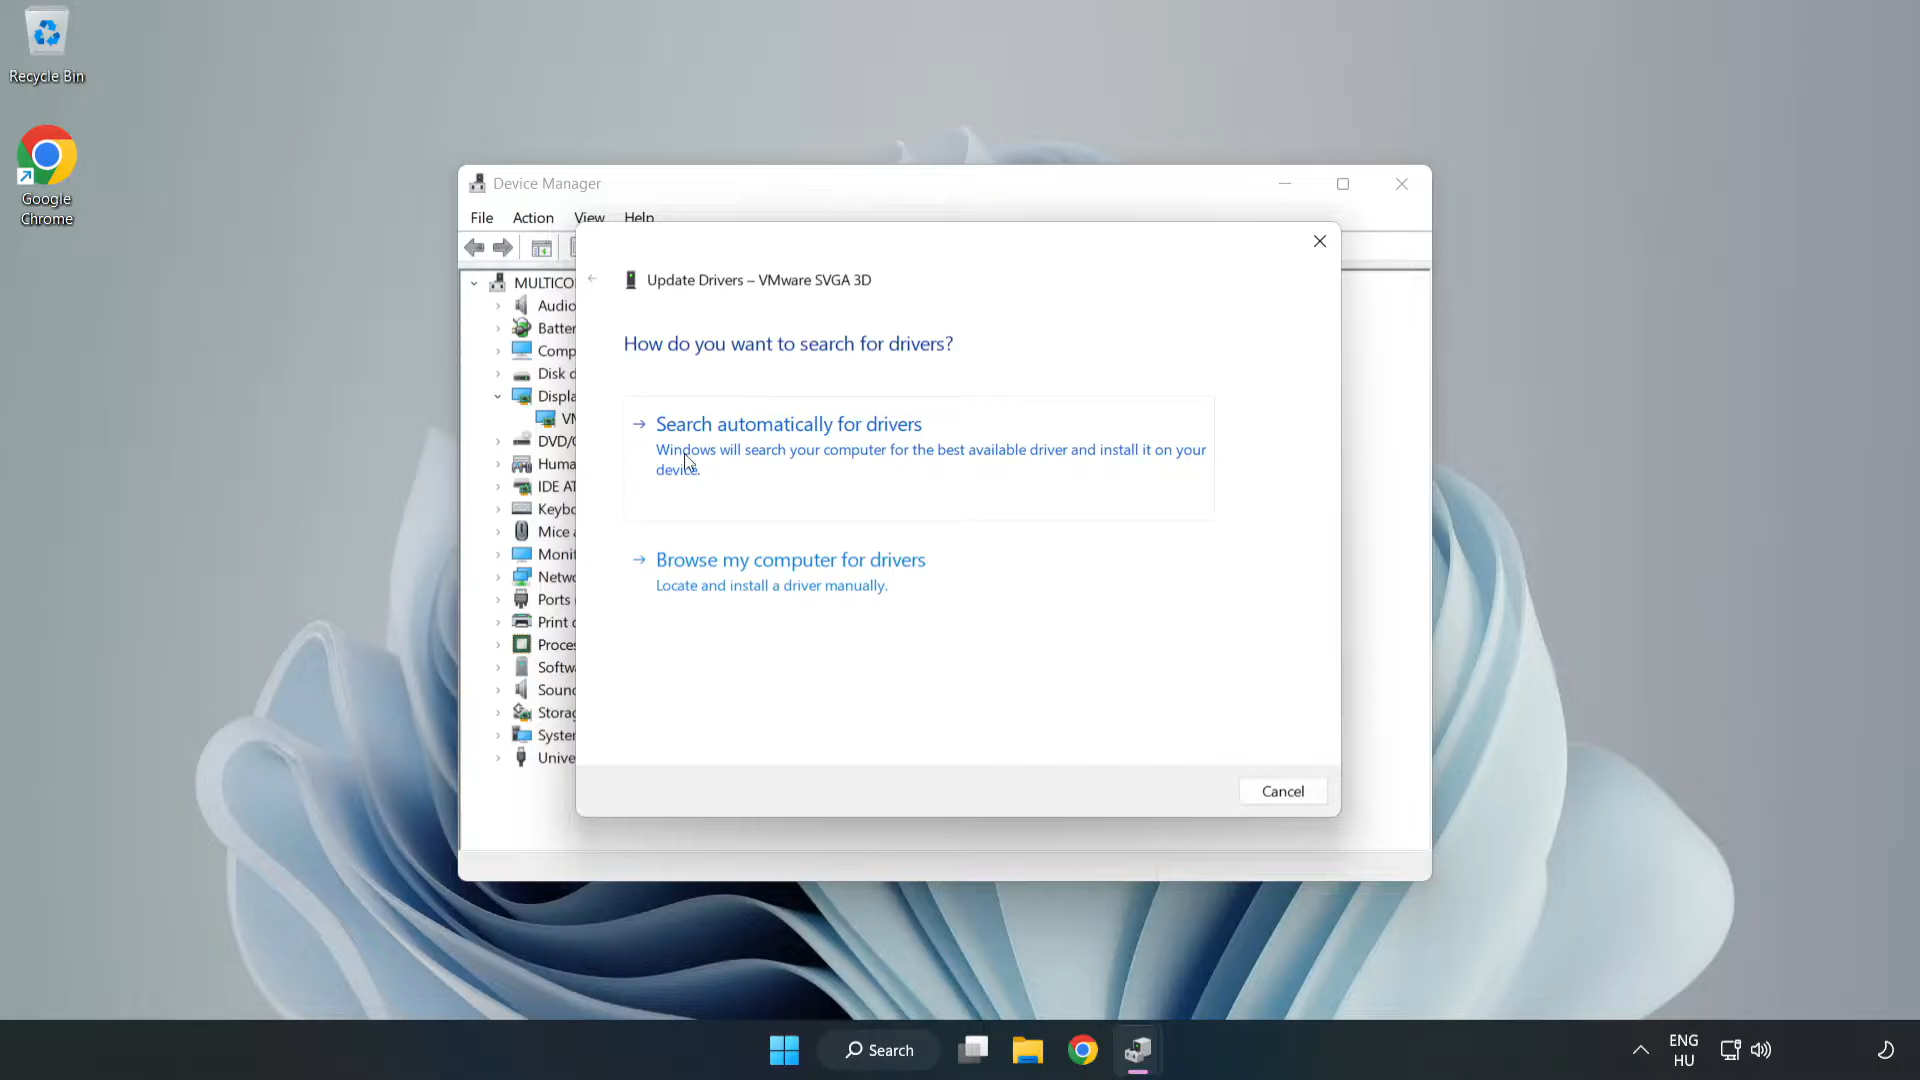 Recycle Bin
Google
Chrome
Device Manager
File Action View Help
Update Drivers – VMware SVGA 3D
How do you want to search for drivers?
Search automatically for drivers
Windows will search your computer for the best available driver and install it on your
device.
Browse my computer for drivers
Locate and install a driver manually.
Cancel
MULTICO
Audio
Batter
Comp
Disk d
Displa
VM
DVD/C
Huma
IDE AT
Keybo
Mice a
Monit
Netwo
Ports
Print q
Proces
Softwa
Sound
Storag
System
Univer
Search
ENG
HU